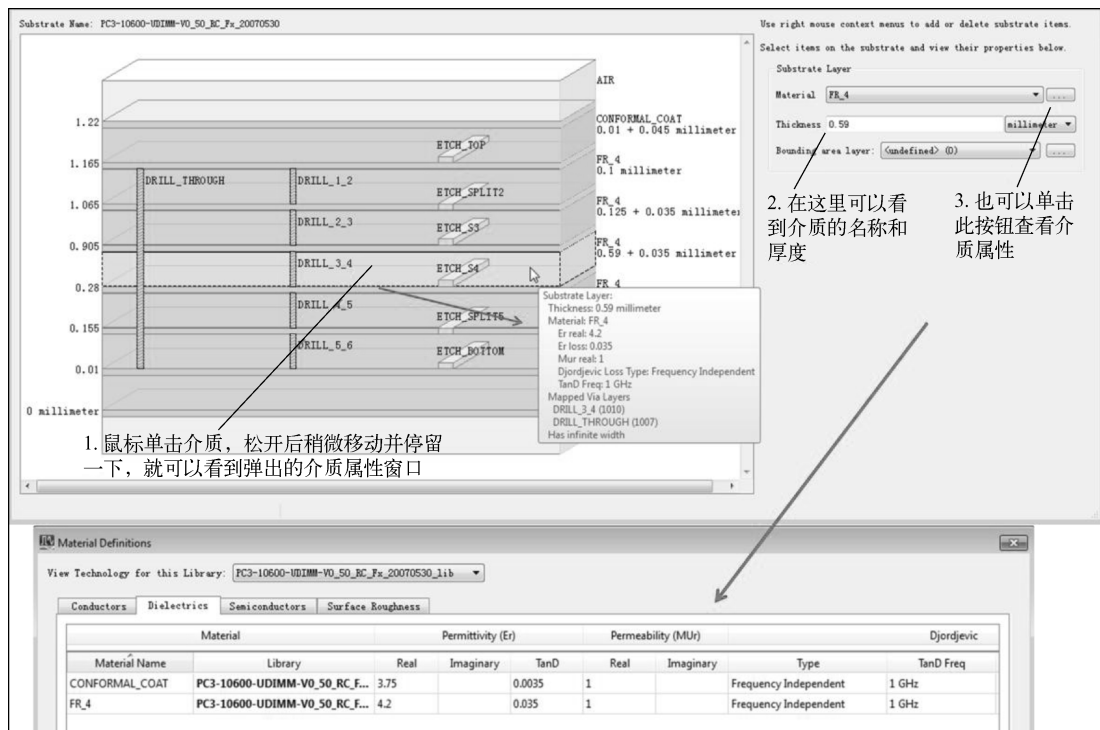 Substrate Name: PC3-10600-UDIMM-V0_50_RC_Fx_20070530
AIR
1.22
CONFORMAL_COAT
0.01 + 0.045 millimeter
ETCH_TOP
1.165
FR_4
0.1 millimeter
DRILL_THROUGH
DRILL_1_2
ETCH_SPLIT2
1.065
FR_4
0.125 + 0.035 millimeter
DRILL_2_3
ETCH_S3
0.905
FR_4
0.59 + 0.035 millimeter
DRILL_3_4
ETCH_S4
0.28
FR_4
DRILL_4_5
ETCH_SPLIT5
0.155
DRILL_5_6
ETCH_BOTTOM
0.01
0 millimeter
Substrate Layer:
Thickness: 0.59 millimeter
Material: FR_4
Er real: 4.2
Er loss: 0.035
Mur real: 1
Djordjevic Loss Type: Frequency Independent
TanD Freq: 1 GHz
Mapped Via Layers
DRILL_3_4 (1010)
DRILL_THROUGH (1007)
Has infinite width
1. 鼠标单击介质，松开后稍微移动并停留
一下，就可以看到弹出的介质属性窗口
Use right mouse context menus to add or delete substrate items.
Select items on the substrate and view their properties below.
Substrate Layer
Material FR_4 ...
Thickness 0.59 millimeter
Bounding area layer: <undefined> (0) ...
2. 在这里可以看
到介质的名称和
厚度
3. 也可以单击
此按钮查看介
质属性
Material Definitions
View Technology for this Library: PC3-10600-UDIMM-V0_50_RC_Fx_20070530_lib
Conductors Dielectrics Semiconductors Surface Roughness
Material Permittivity (Er) Permeability (MUr) Djordjevic
Material Name Library Real Imaginary TanD Real Imaginary Type TanD Freq
CONFORMAL_COAT PC3-10600-UDIMM-V0_50_RC_F... 3.75 0.0035 1 Frequency Independent 1 GHz
FR_4 PC3-10600-UDIMM-V0_50_RC_F... 4.2 0.035 1 Frequency Independent 1 GHz